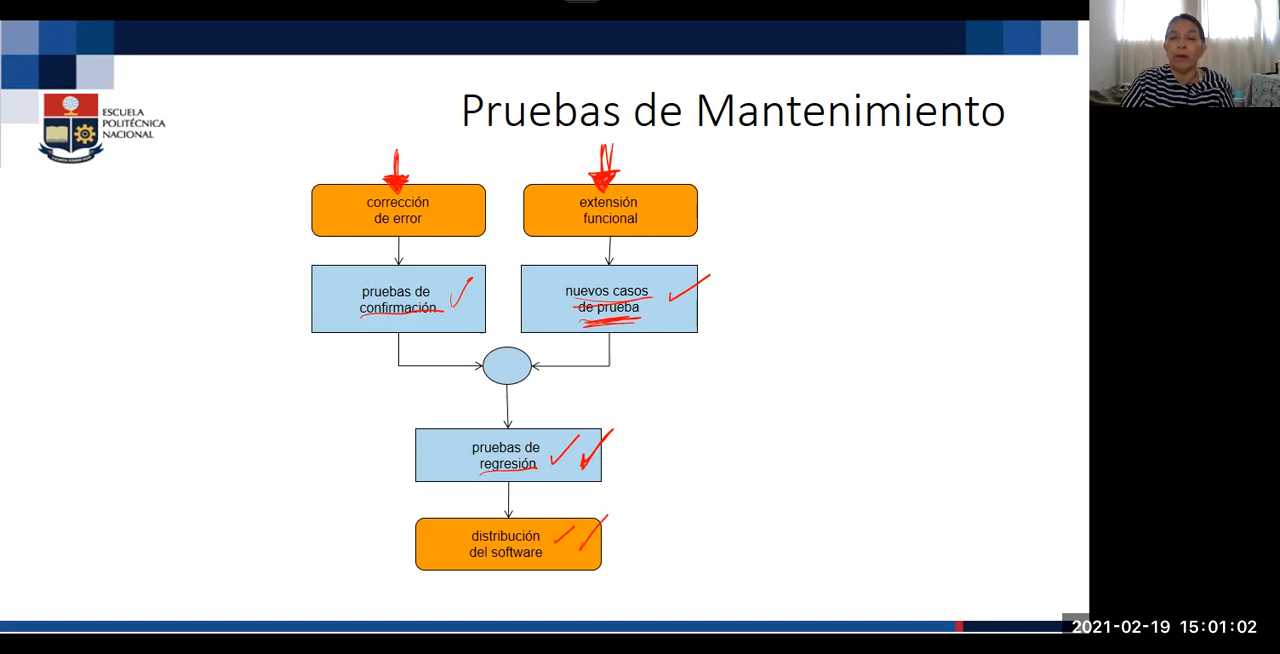 ESCUELA
POLITÉCNICA
NACIONAL
Pruebas de Mantenimiento
corrección
de error
extensión
funcional
pruebas de
confirmación
nuevos casos
de prueba
pruebas de
regresión
distribución
del software
2021-02-19 15:01:02